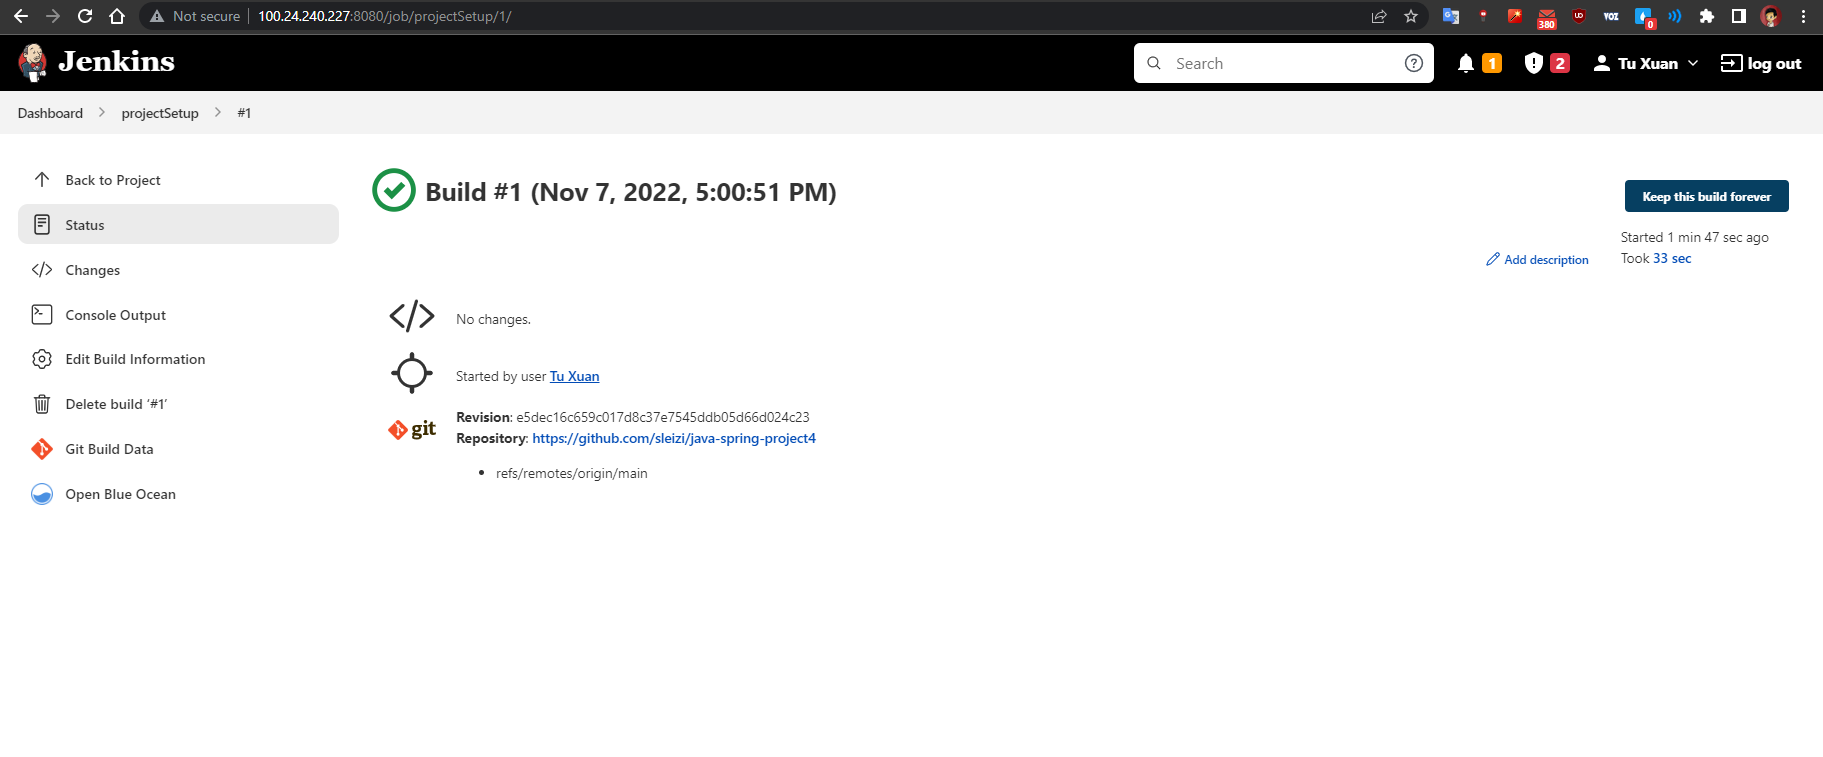 Not secure 100.24.240.227:8080/job/projectSetup/1/
380
UD
VOZ
0
Jenkins
Search
1
2
Tu Xuan
log out
Dashboard
projectSetup
#1
Back to Project
Status
Changes
Console Output
Edit Build Information
Delete build ‘#1’
Git Build Data
Open Blue Ocean
Build #1 (Nov 7, 2022, 5:00:51 PM)
Keep this build forever
Started 1 min 47 sec ago
Took 33 sec
Add description
No changes.
Started by user Tu Xuan
git
Revision: e5dec16c659c017d8c37e7545ddb05d66d024c23
Repository: https://github.com/sleizi/java-spring-project4
refs/remotes/origin/main